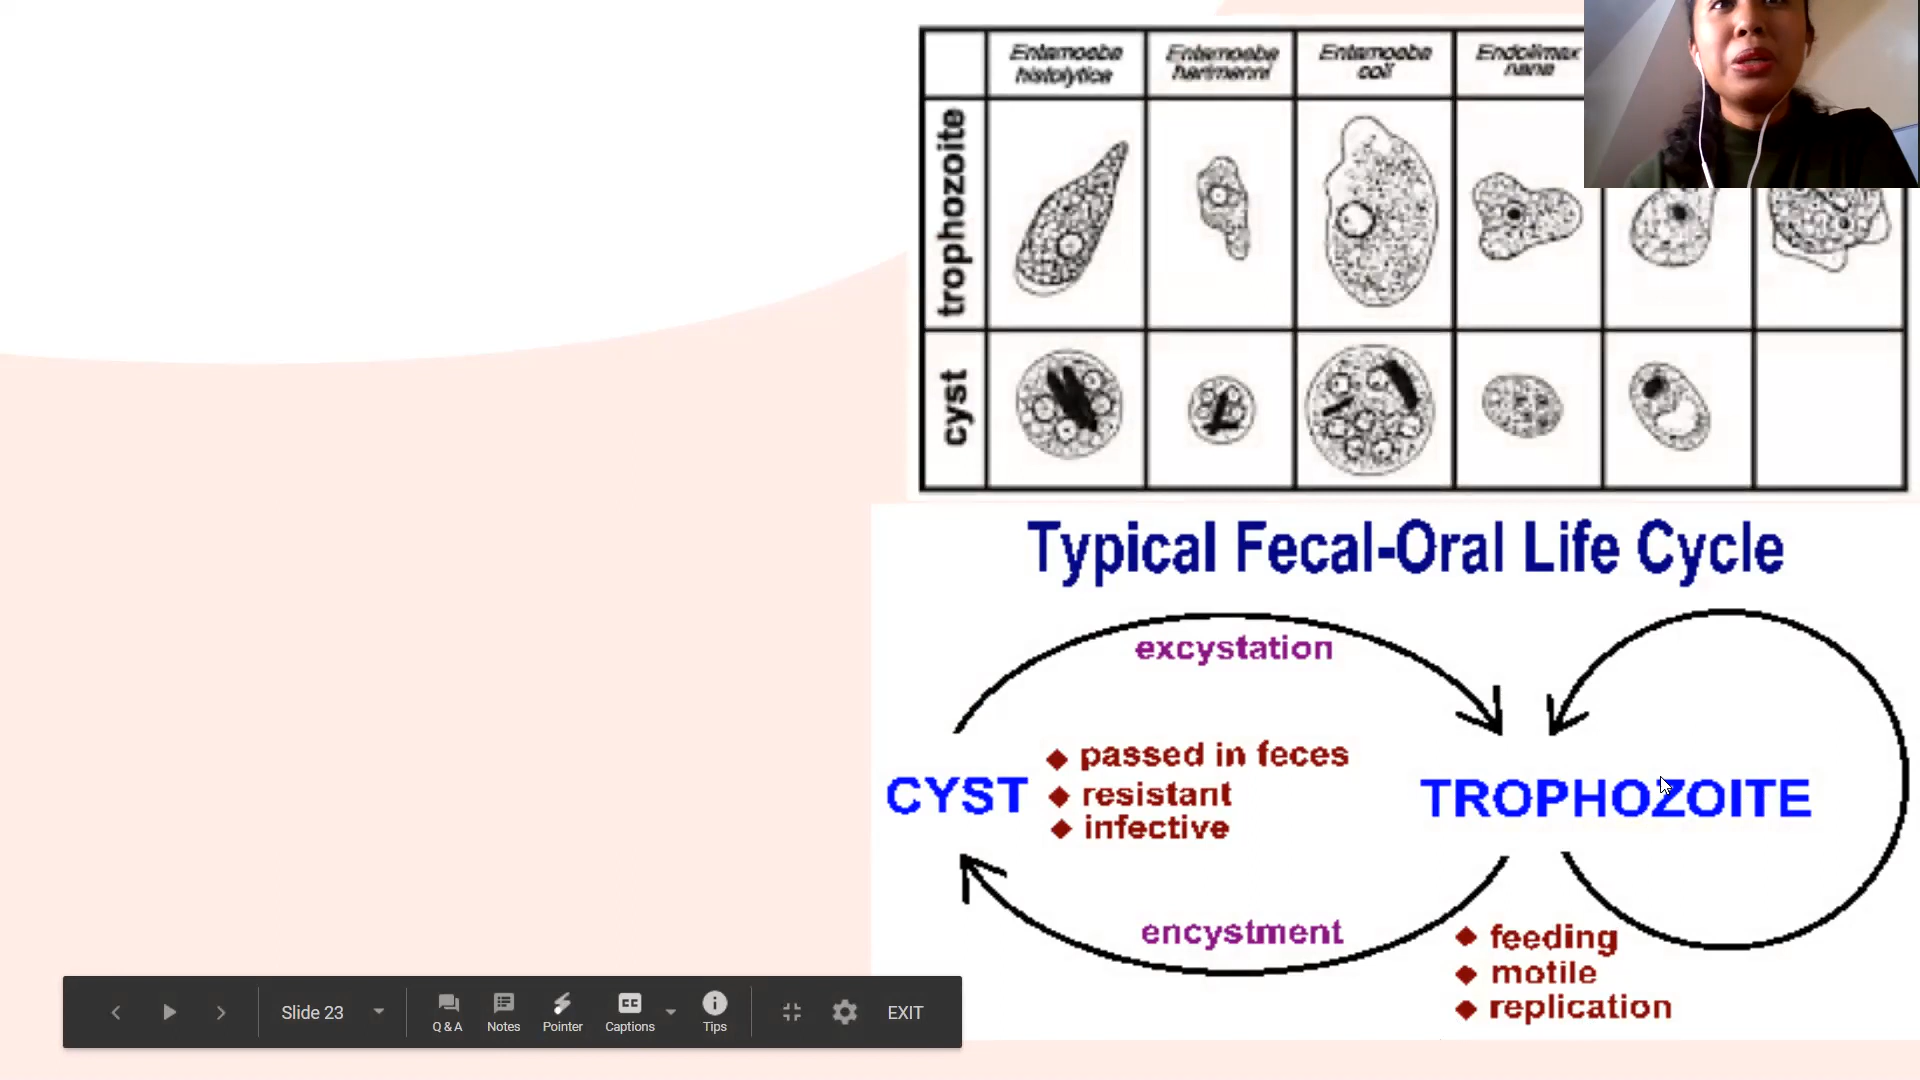 Entamoeba
histolytica
Entamoeba
hartmanni
Entamoeba
coli
Endolimax
nana
trophozoite
cyst
Typical Fecal-Oral Life Cycle
excystation
CYST
◆ passed in feces
◆ resistant
◆ infective
TROPHOZOITE
encystment
◆ feeding
◆ motile
◆ replication
Slide 23
Q & A
Notes
Pointer
CC
Captions
Tips
EXIT